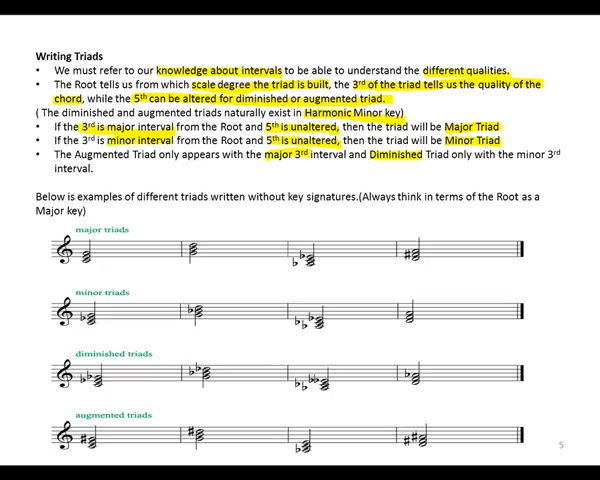 Writing Triads
• We must refer to our knowledge about intervals to be able to understand the different qualities.
• The Root tells us from which scale degree the triad is built, the 3rd of the triad tells us the quality of the
chord, while the 5th can be altered for diminished or augmented triad.
( The diminished and augmented triads naturally exist in Harmonic Minor key)
• If the 3rd is major interval from the Root and 5th is unaltered, then the triad will be Major Triad
• If the 3rd is minor interval from the Root and 5th is unaltered, then the triad will be Minor Triad
• The Augmented Triad only appears with the major 3rd interval and Diminished Triad only with the minor 3rd
interval.
Below is examples of different triads written without key signatures.(Always think in terms of the Root as a
Major key)
major triads
minor triads
diminished triads
augmented triads
5